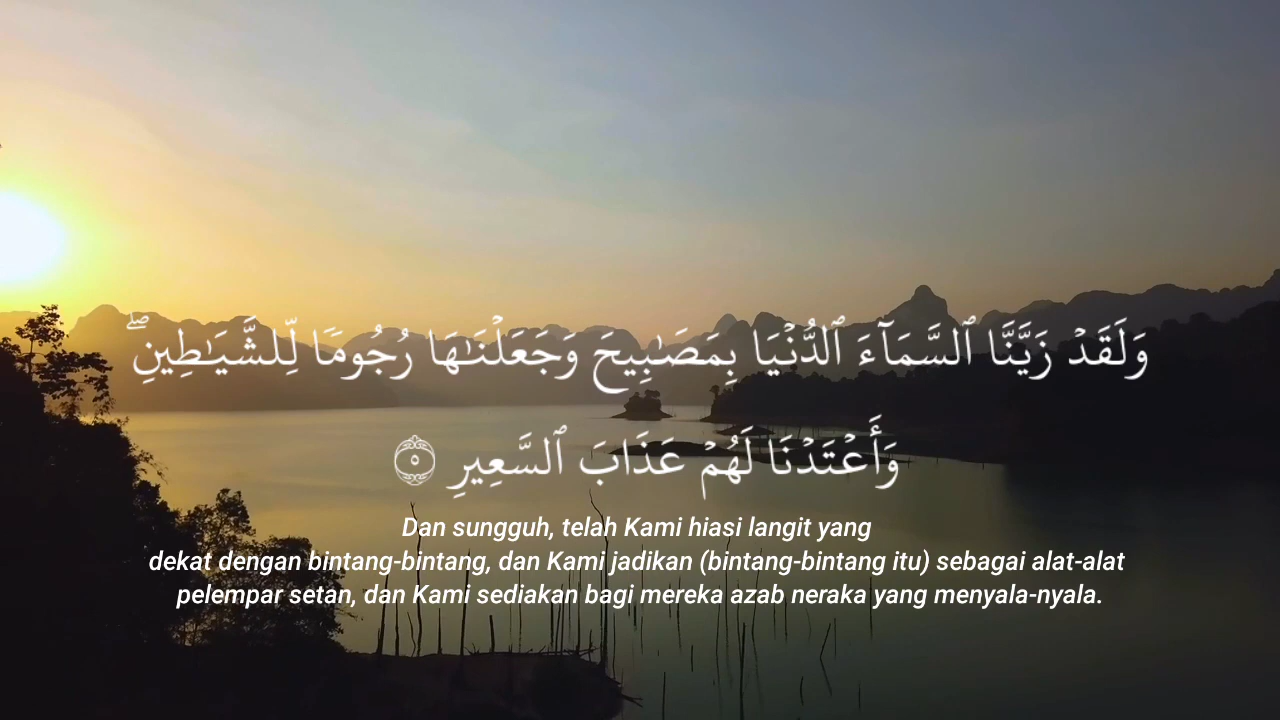 وَلَقَدۡ زَيَّنَّا ٱلسَّمَآءَ ٱلدُّنۡيَا بِمَصَٰبِيحَ وَجَعَلۡنَٰهَا رُجُومٗا لِّلشَّيَٰطِينِۖ
وَأَعۡتَدۡنَا لَهُمۡ عَذَابَ ٱلسَّعِيرِ ٥
Dan sungguh, telah Kami hiasi langit yang
dekat dengan bintang-bintang, dan Kami jadikan (bintang-bintang itu) sebagai alat-alat
pelempar setan, dan Kami sediakan bagi mereka azab neraka yang menyala-nyala.